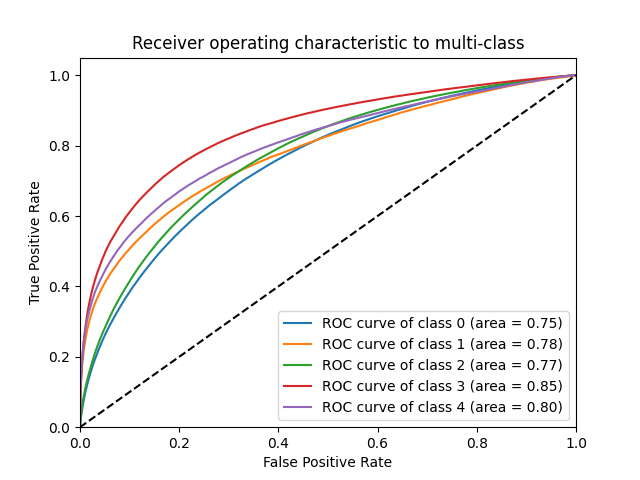 Receiver operating characteristic to multi-class
True Positive Rate
1.0
0.8
0.6
0.4
0.2
0.0
ROC curve of class 0 (area = 0.75)
ROC curve of class 1 (area = 0.78)
ROC curve of class 2 (area = 0.77)
ROC curve of class 3 (area = 0.85)
ROC curve of class 4 (area = 0.80)
0.0 0.2 0.4 0.6 0.8 1.0
False Positive Rate